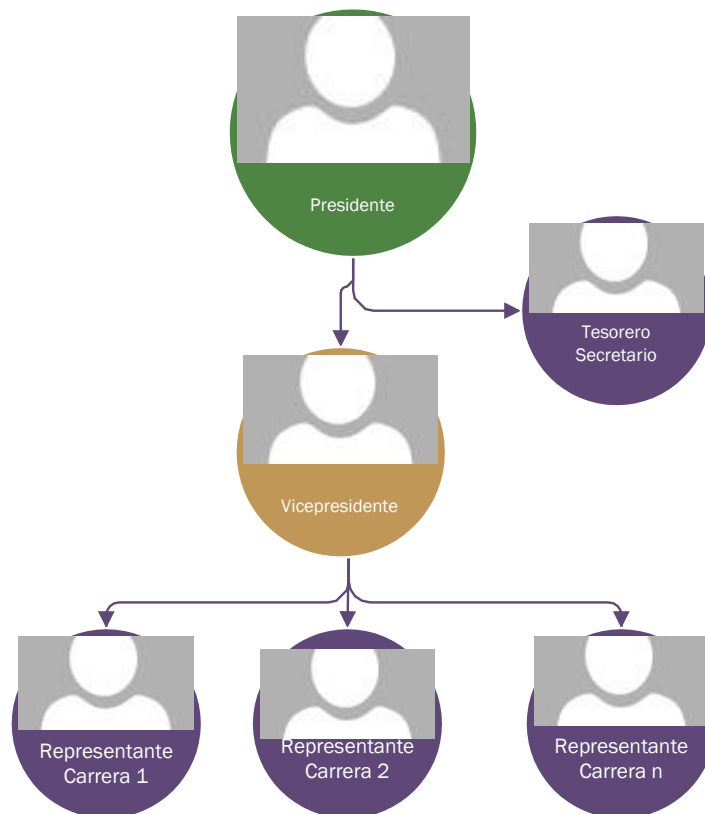 Presidente
Tesorero
Secretario
Vicepresidente
Representante
Carrera 1
Representante
Carrera 2
Representante
Carrera n